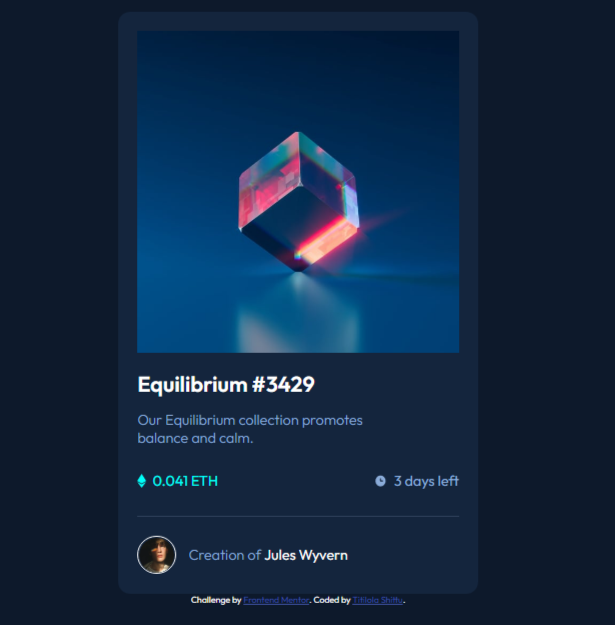 Equilibrium #3429
Our Equilibrium collection promotes
balance and calm.
0.041 ETH
3 days left
Creation of Jules Wyvern
Challenge by Frontend Mentor. Coded by Titilola Shittu.